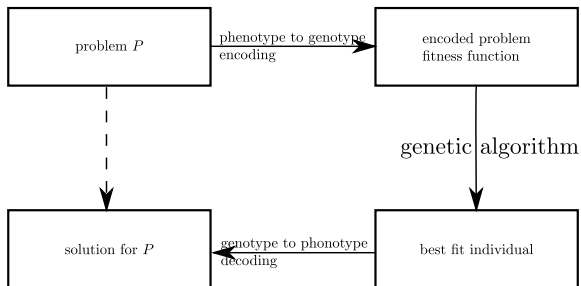 problem P
phenotype to genotype
encoding
encoded problem
fitness function
genetic algorithm
solution for P
genotype to phonotype
decoding
best fit individual